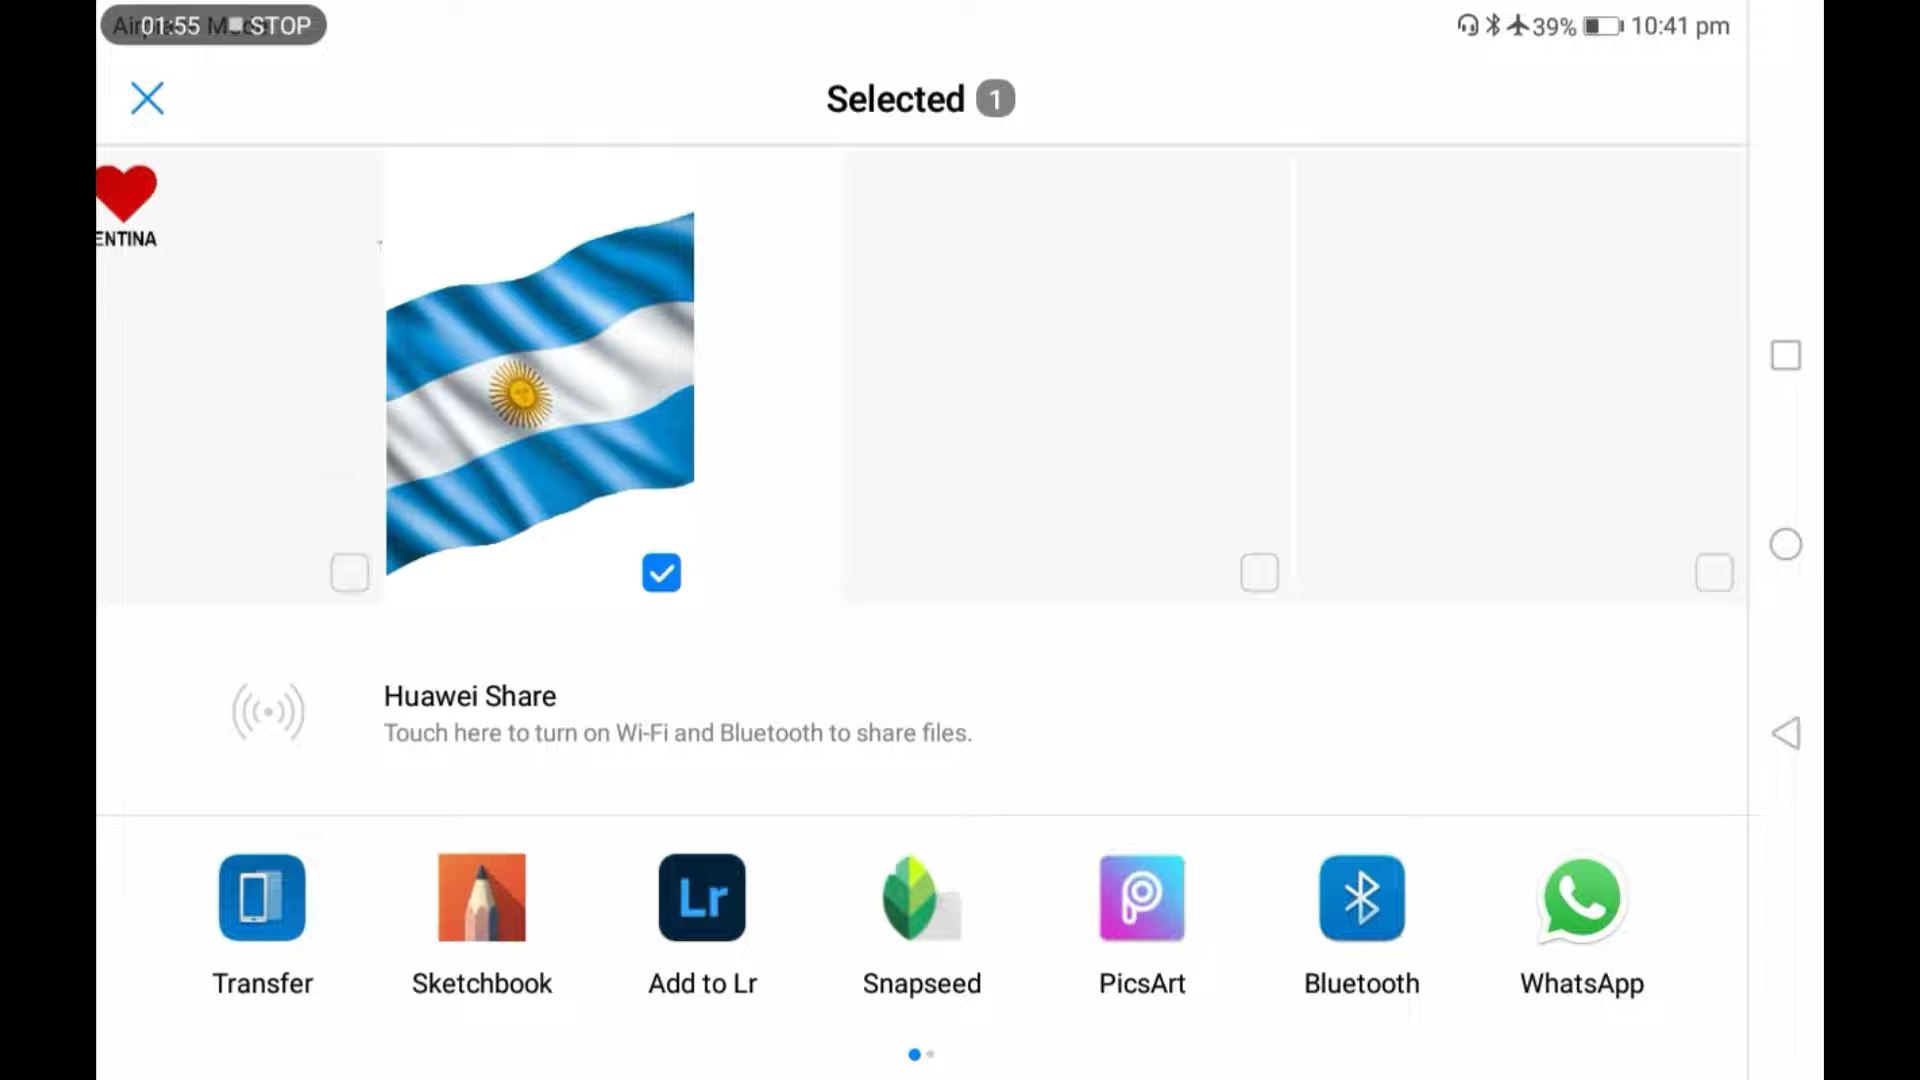 01:55 STOP
39% 10:41 pm
Selected 1
ENTINA
Huawei Share
Touch here to turn on Wi-Fi and Bluetooth to share files.
Lr
Transfer Sketchbook Add to Lr Snapseed PicsArt Bluetooth WhatsApp